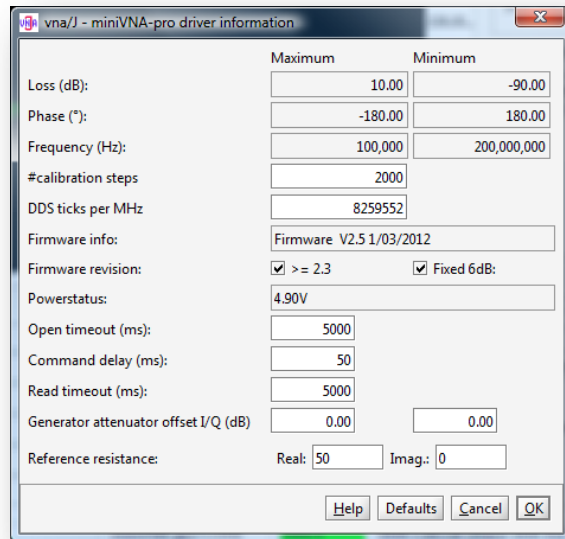 vna/J - miniVNA-pro driver information
Maximum Minimum
Loss (dB): 10.00 -90.00
Phase (°): -180.00 180.00
Frequency (Hz): 100,000 200,000,000
#calibration steps 2000
DDS ticks per MHz 8259552
Firmware info: Firmware V2.5 1/03/2012
Firmware revision: >= 2.3 Fixed 6dB:
Powerstatus: 4.90V
Open timeout (ms): 5000
Command delay (ms): 50
Read timeout (ms): 5000
Generator attenuator offset I/Q (dB) 0.00 0.00
Reference resistance: Real: 50 Imag.: 0
Help Defaults Cancel OK